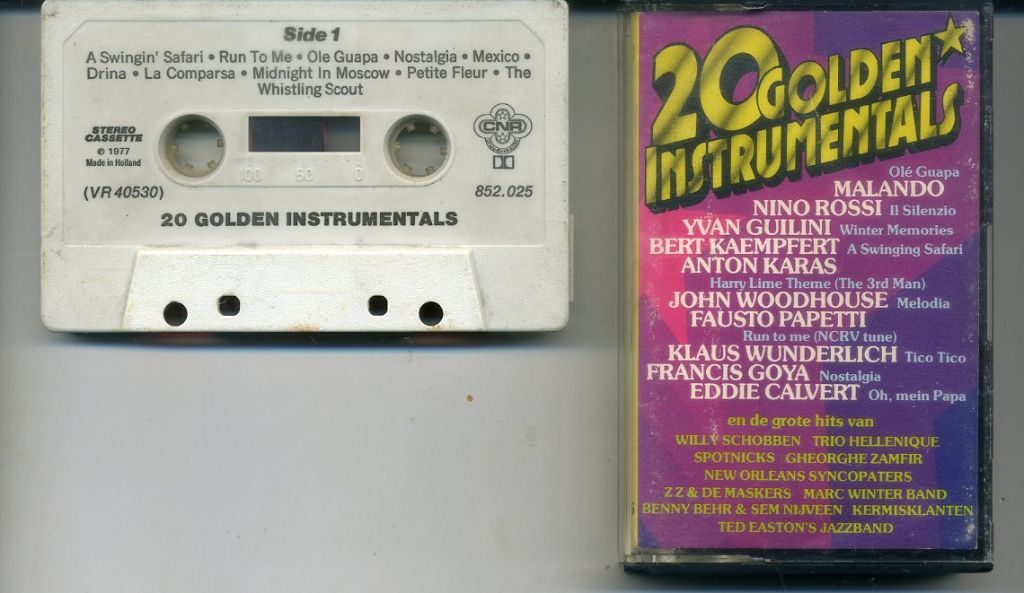 Side 1
A Swingin' Safari • Run To Me • Ole Guapa • Nostalgia • Mexico •
Drina • La Comparsa • Midnight In Moscow • Petite Fleur • The
Whistling Scout
STEREO
CASSETTE
℗ 1977
Made in Holland
CNR
100 50 0
(VR 40530)
852.025
20 GOLDEN INSTRUMENTALS
20 GOLDEN
INSTRUMENTALS
Olé Guapa
MALANDO
NINO ROSSI Il Silenzio
YVAN GUILINI Winter Memories
BERT KAEMPFERT A Swinging Safari
ANTON KARAS
Harry Lime Theme (The 3rd Man)
JOHN WOODHOUSE Melodia
FAUSTO PAPETTI
Run to me (NCRV tune)
KLAUS WUNDERLICH Tico Tico
FRANCIS GOYA Nostalgia
EDDIE CALVERT Oh, mein Papa
en de grote hits van
WILLY SCHOBBEN TRIO HELLENIQUE
SPOTNICKS GHEORGHE ZAMFIR
NEW ORLEANS SYNCOPATERS
Z Z & DE MASKERS MARC WINTER BAND
BENNY BEHR & SEM NIJVEEN KERMISKLANTEN
TED EASTON'S JAZZBAND